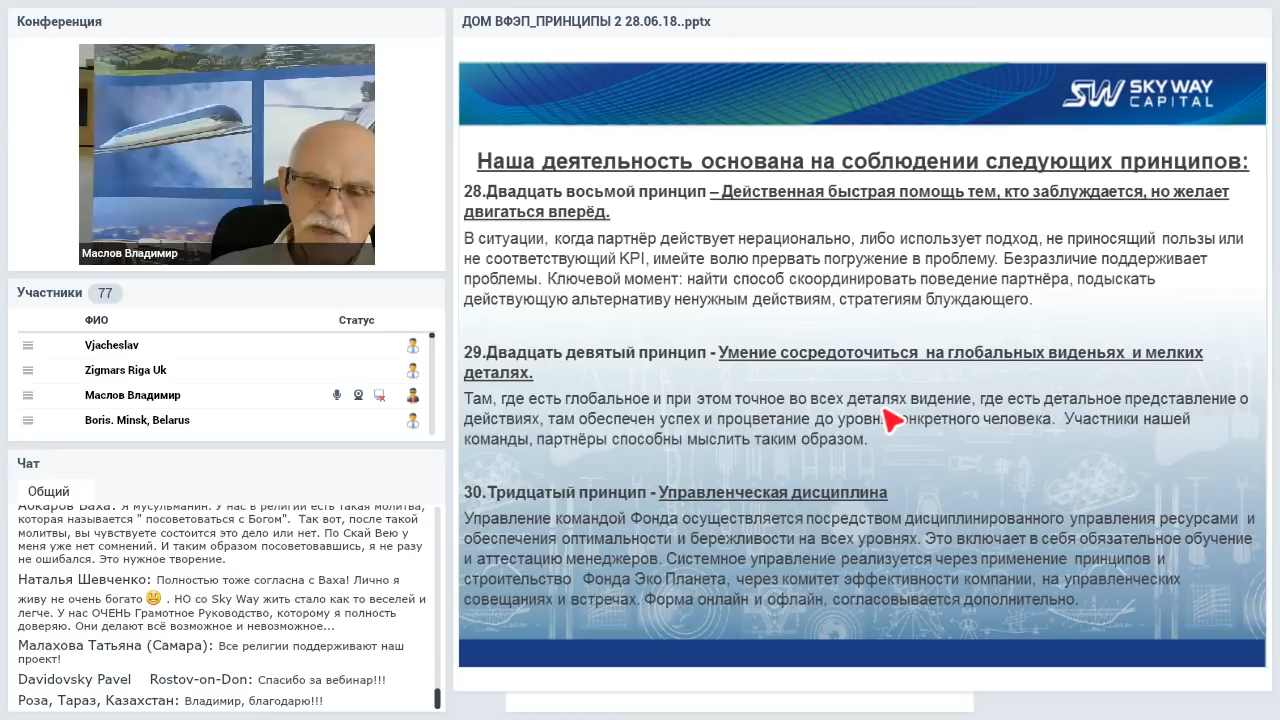 Конференция
Маслов Владимир
Участники 77
ФИО Статус
Vjacheslav
Zigmars Riga Uk
Маслов Владимир
Boris. Minsk, Belarus
Чат
Общий
Абкаров Ваха: Я мусульманин. У нас в религии есть такая молитва,
которая называется " посоветоваться с Богом". Так вот, после такой
молитвы, вы чувствуете состоится это дело или нет. По Скай Вею у
меня уже нет сомнений. И таким образом посоветовавшись, я не разу
не ошибался. Это нужное творение.
Наталья Шевченко: Полностью тоже согласна с Ваха! Лично я
живу не очень богато . НО со Sky Way жить стало как то веселей и
легче. У нас ОЧЕНЬ Грамотное Руководство, которому я полность
доверяю. Они делают всё возможное и невозможное...
Малахова Татьяна (Самара): Все религии поддерживают наш
проект!
Davidovsky Pavel Rostov-on-Don: Спасибо за вебинар!!!
Роза, Тараз, Казахстан: Владимир, благодарю!!!
ДОМ ВФЭП_ПРИНЦИПЫ 2 28.06.18..pptx
SW SKY WAY
CAPITAL
Наша деятельность основана на соблюдении следующих принципов:
28.Двадцать восьмой принцип – Действенная быстрая помощь тем, кто заблуждается, но желает
двигаться вперёд.
В ситуации, когда партнёр действует нерационально, либо использует подход, не приносящий пользы или
не соответствующий KPI, имейте волю прервать погружение в проблему. Безразличие поддерживает
проблемы. Ключевой момент: найти способ скоординировать поведение партнёра, подыскать
действующую альтернативу ненужным действиям, стратегиям блуждающего.
29.Двадцать девятый принцип - Умение сосредоточиться на глобальных виденьях и мелких
деталях.
Там, где есть глобальное и при этом точное во всех деталях видение, где есть детальное представление о
действиях, там обеспечен успех и процветание до уровня конкретного человека. Участники нашей
команды, партнёры способны мыслить таким образом.
30.Тридцатый принцип - Управленческая дисциплина
Управление командой Фонда осуществляется посредством дисциплинированного управления ресурсами и
обеспечения оптимальности и бережливости на всех уровнях. Это включает в себя обязательное обучение
и аттестацию менеджеров. Системное управление реализуется через применение принципов и
строительство Фонда Эко Планета, через комитет эффективности компании, на управленческих
совещаниях и встречах. Форма онлайн и офлайн, согласовывается дополнительно.